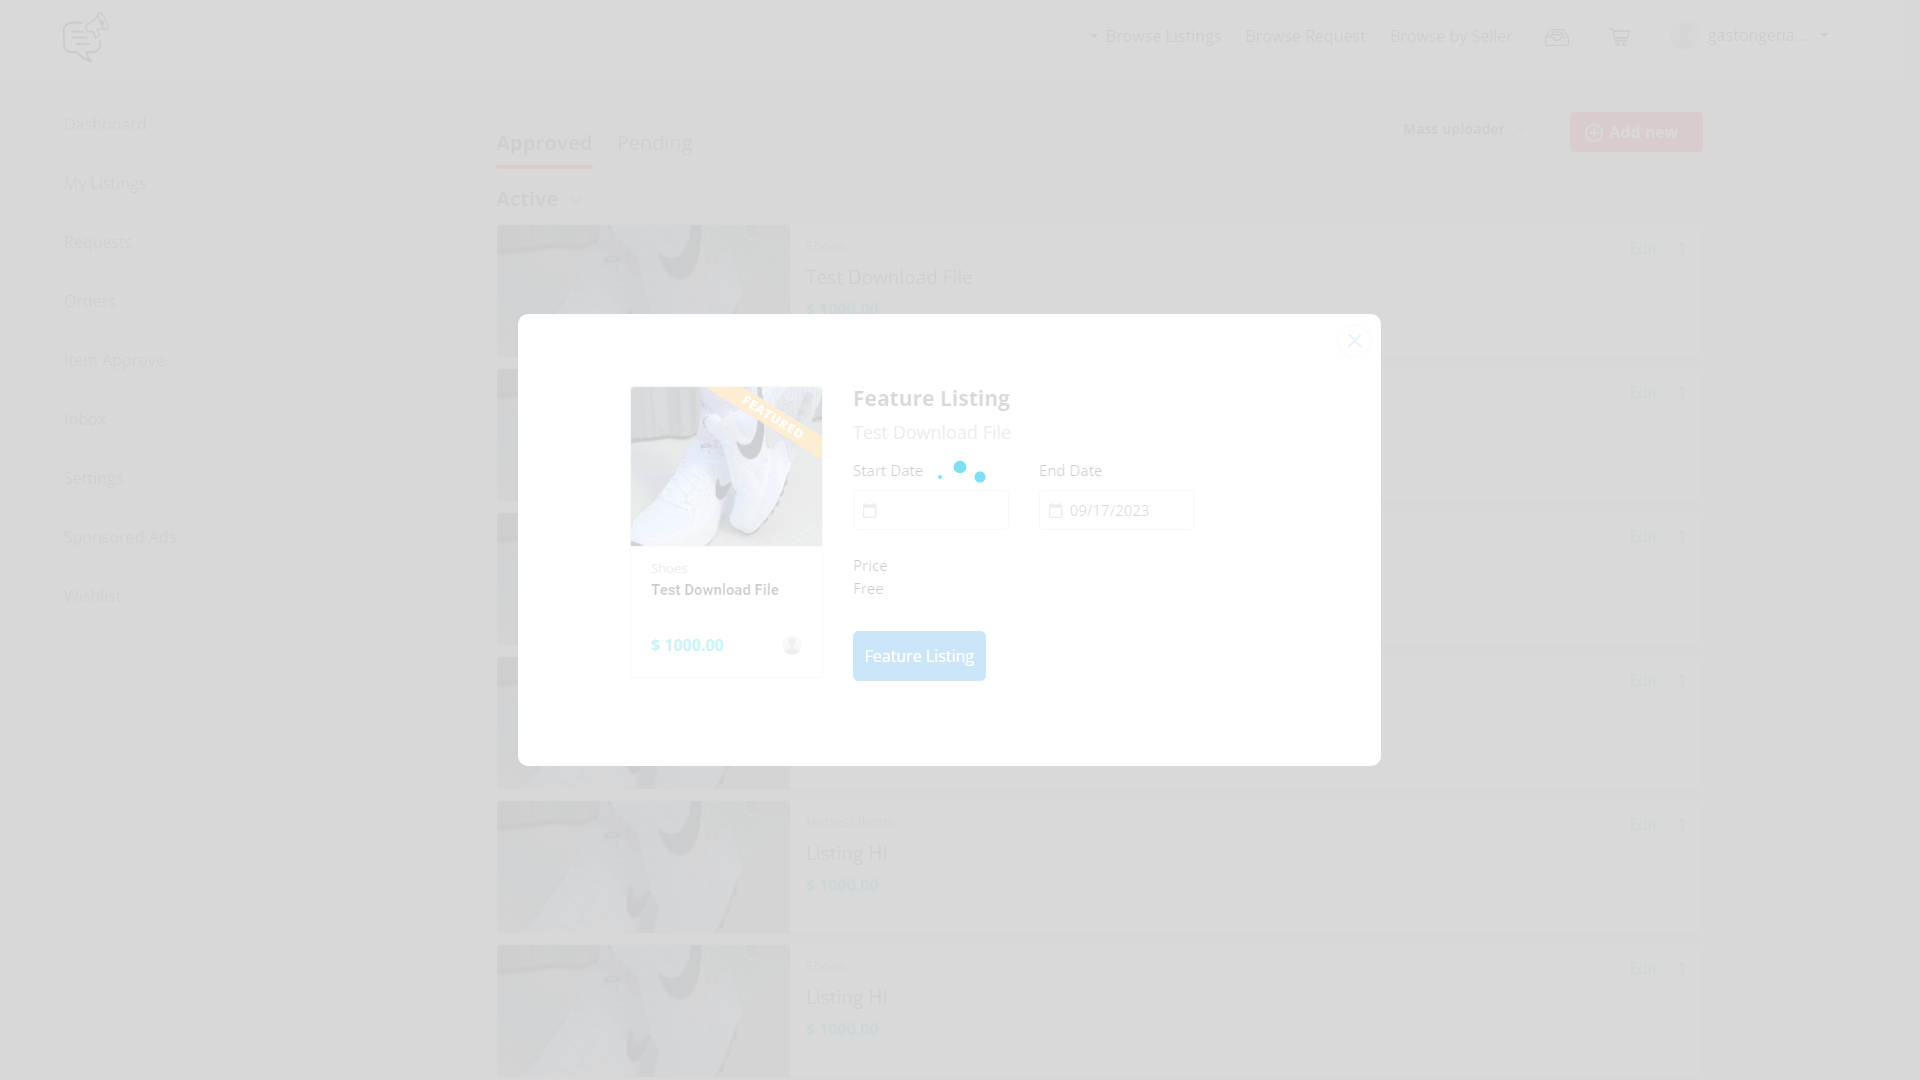 Browse Listings
Browse Request
Browse by Seller
gastongena...
Dashboard
My Listings
Requests
Orders
Item Approve
Inbox
Settings
Sponsored Ads
Wishlist
Approved
Pending
Mass uploader
Add new
Active
Shoes
Edit
Test Download File
$ 1000.00
Edit
Edit
Edit
FEATURED
Shoes
Test Download File
$ 1000.00
Feature Listing
Test Download File
Start Date
End Date
09/17/2023
Price
Free
Feature Listing
Hottest Items
Edit
Listing HI
$ 1000.00
Shoes
Edit
Listing HI
$ 1000.00